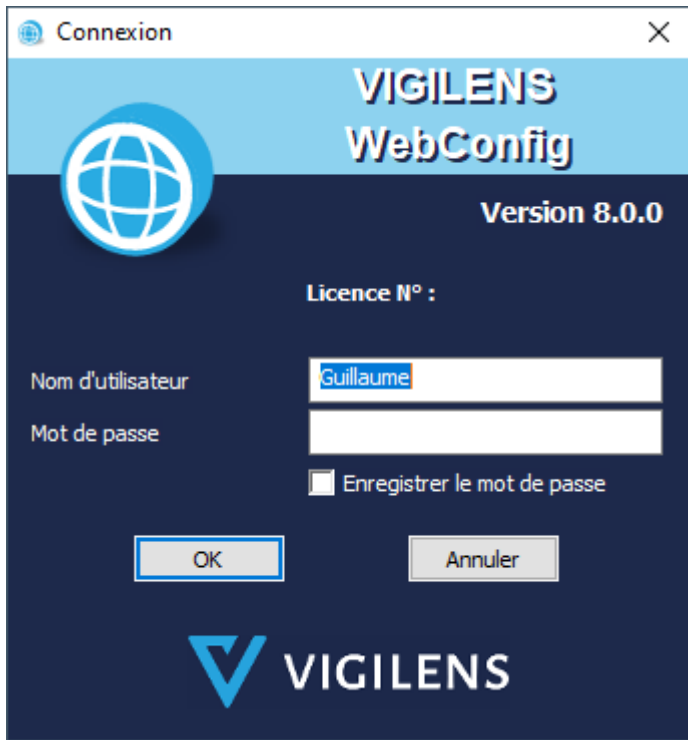 Connexion
VIGILENS
WebConfig
Version 8.0.0
Licence N° :
Nom d'utilisateur
Guillaume
Mot de passe
Enregistrer le mot de passe
OK
Annuler
VIGILENS